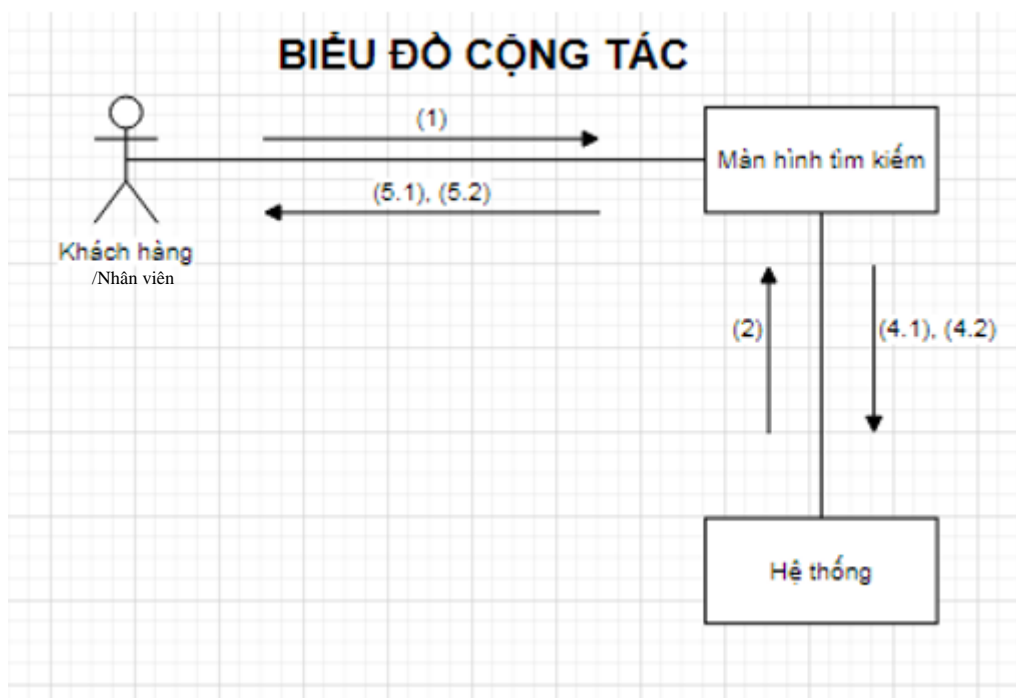 BIỂU ĐỒ CỘNG TÁC
(1)
Màn hình tìm kiếm
(5.1), (5.2)
Khách hàng
/Nhân viên
(2)
(4.1), (4.2)
Hệ thống